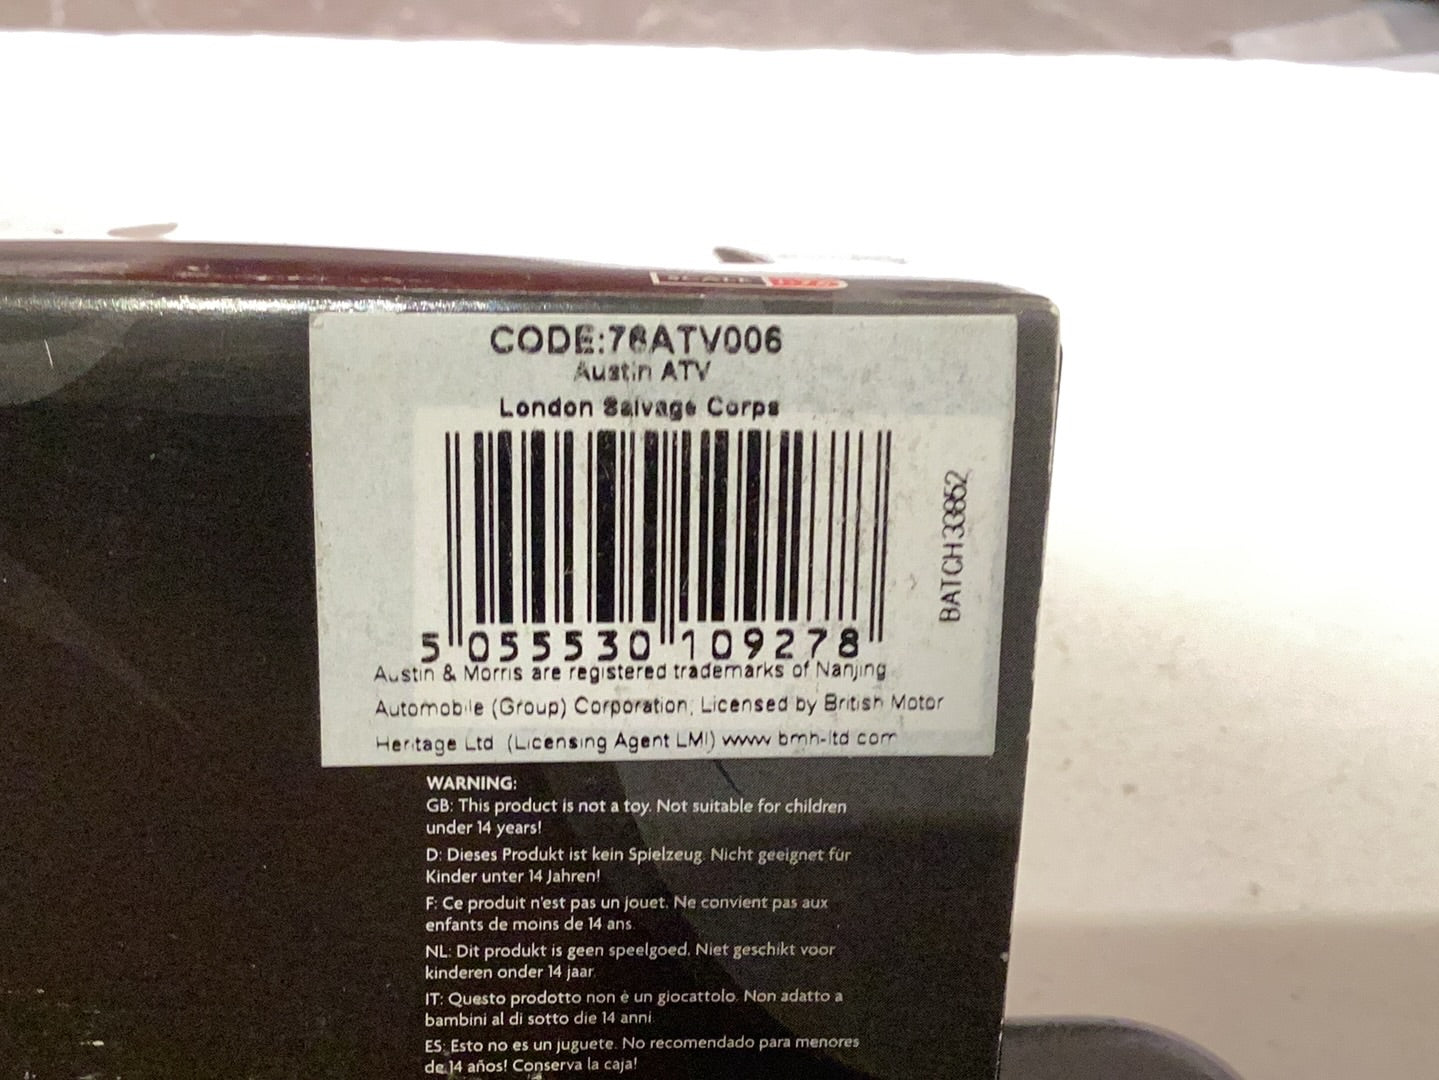 SCALE 1:76
CODE:76ATV006
Austin ATV
London Salvage Corps
5 055530 109278
BATCH 33852
Austin & Morris are registered trademarks of Nanjing
Automobile (Group) Corporation; Licensed by British Motor
Heritage Ltd (Licensing Agent LMI) www bmh-ltd com
WARNING:
GB: This product is not a toy. Not suitable for children
under 14 years!
D: Dieses Produkt ist kein Spielzeug. Nicht geeignet für
Kinder unter 14 Jahren!
F: Ce produit n'est pas un jouet. Ne convient pas aux
enfants de moins de 14 ans.
NL: Dit produkt is geen speelgoed. Niet geschikt voor
kinderen onder 14 jaar.
IT: Questo prodotto non è un giocattolo. Non adatto a
bambini al di sotto die 14 anni.
ES: Esto no es un juguete. No recomendado para menores
de 14 años! Conserva la caja!